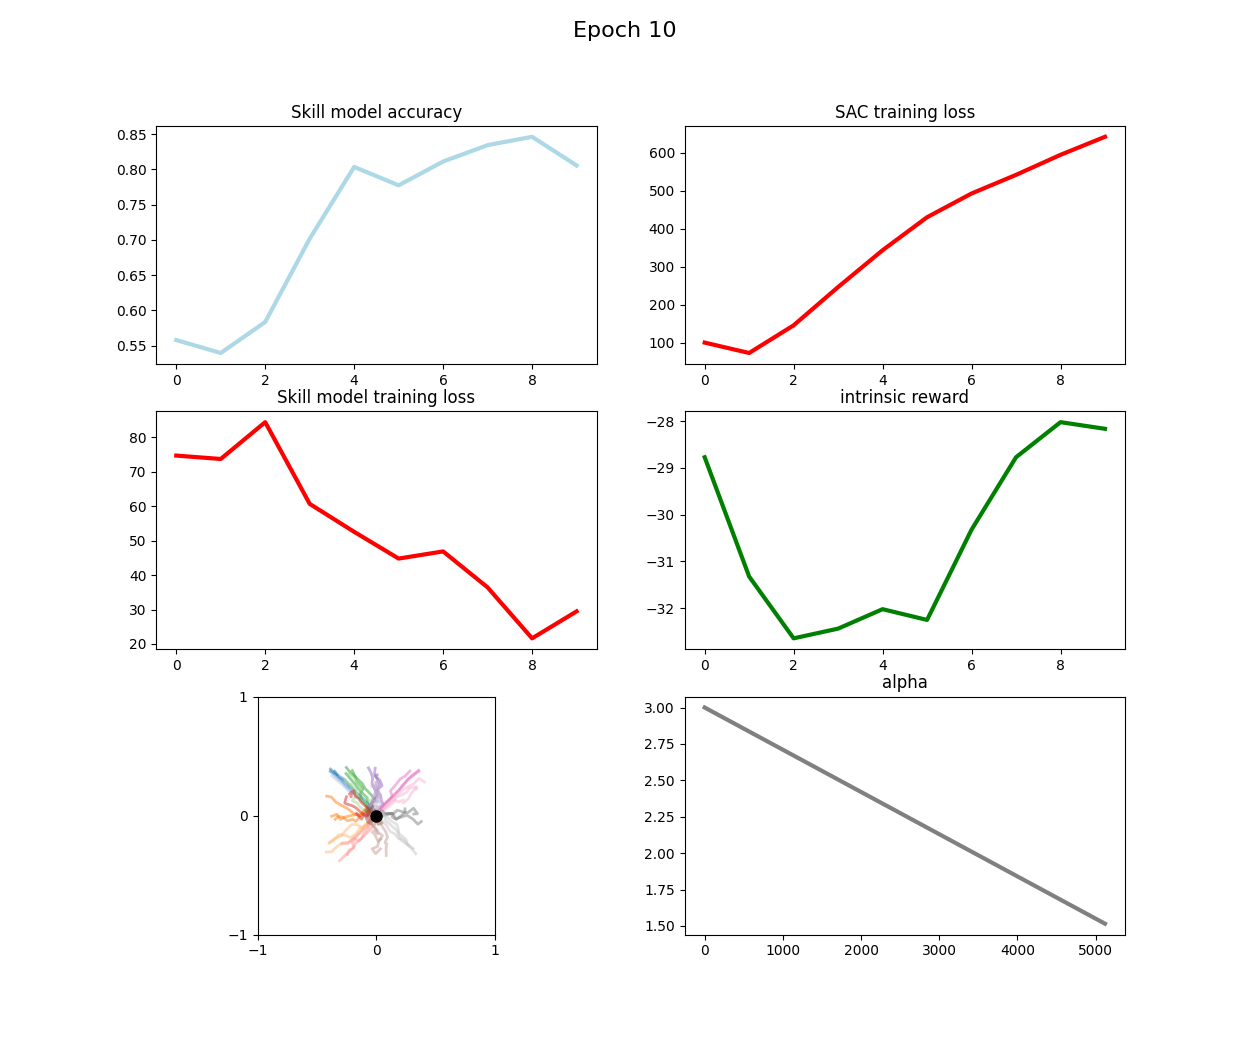 Epoch 10
Skill model accuracy
0.85
0.80
0.75
0.70
0.65
0.60
0.55
0 2 4 6 8
SAC training loss
600
500
400
300
200
100
0 2 4 6 8
Skill model training loss
80
70
60
50
40
30
20
0 2 4 6 8
intrinsic reward
−28
−29
−30
−31
−32
0 2 4 6 8
1
0
−1
−1 0 1
alpha
3.00
2.75
2.50
2.25
2.00
1.75
1.50
0 1000 2000 3000 4000 5000